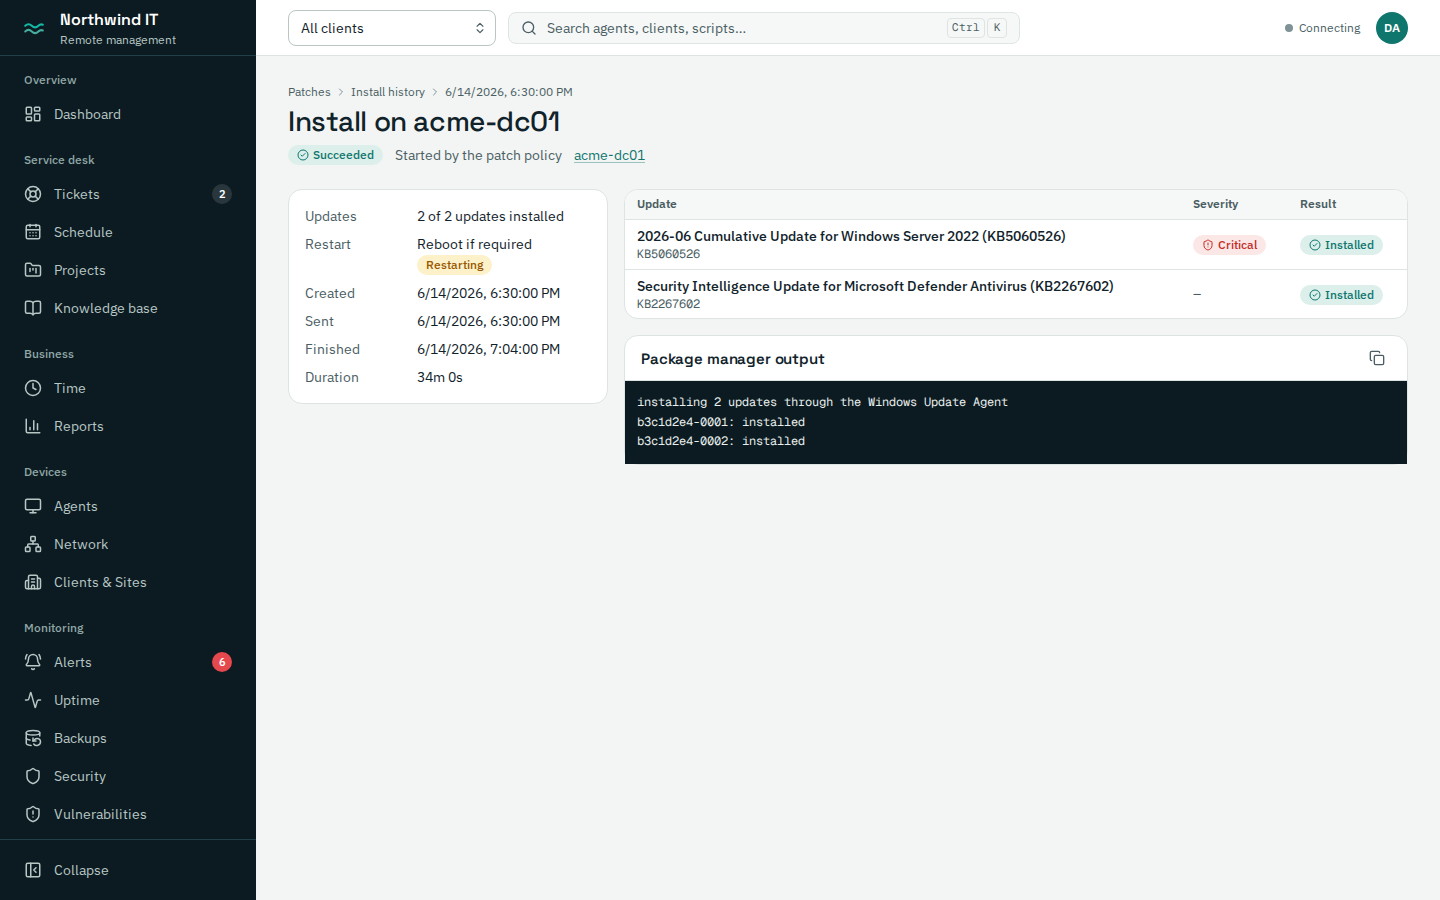 Northwind IT
Remote management
Overview
Dashboard
Service desk
Tickets
2
Schedule
Projects
Knowledge base
Business
Time
Reports
Devices
Agents
Network
Clients & Sites
Monitoring
Alerts
6
Uptime
Backups
Security
Vulnerabilities
Collapse
All clients
Search agents, clients, scripts...
Ctrl K
Connecting
DA
Patches > Install history > 6/14/2026, 6:30:00 PM
Install on acme-dc01
Succeeded Started by the patch policy acme-dc01
Updates 2 of 2 updates installed
Restart Reboot if required
Restarting
Created 6/14/2026, 6:30:00 PM
Sent 6/14/2026, 6:30:00 PM
Finished 6/14/2026, 7:04:00 PM
Duration 34m 0s
Update Severity Result
2026-06 Cumulative Update for Windows Server 2022 (KB5060526)
KB5060526
Critical
Installed
Security Intelligence Update for Microsoft Defender Antivirus (KB2267602)
KB2267602
–
Installed
Package manager output
installing 2 updates through the Windows Update Agent
b3c1d2e4-0001: installed
b3c1d2e4-0002: installed